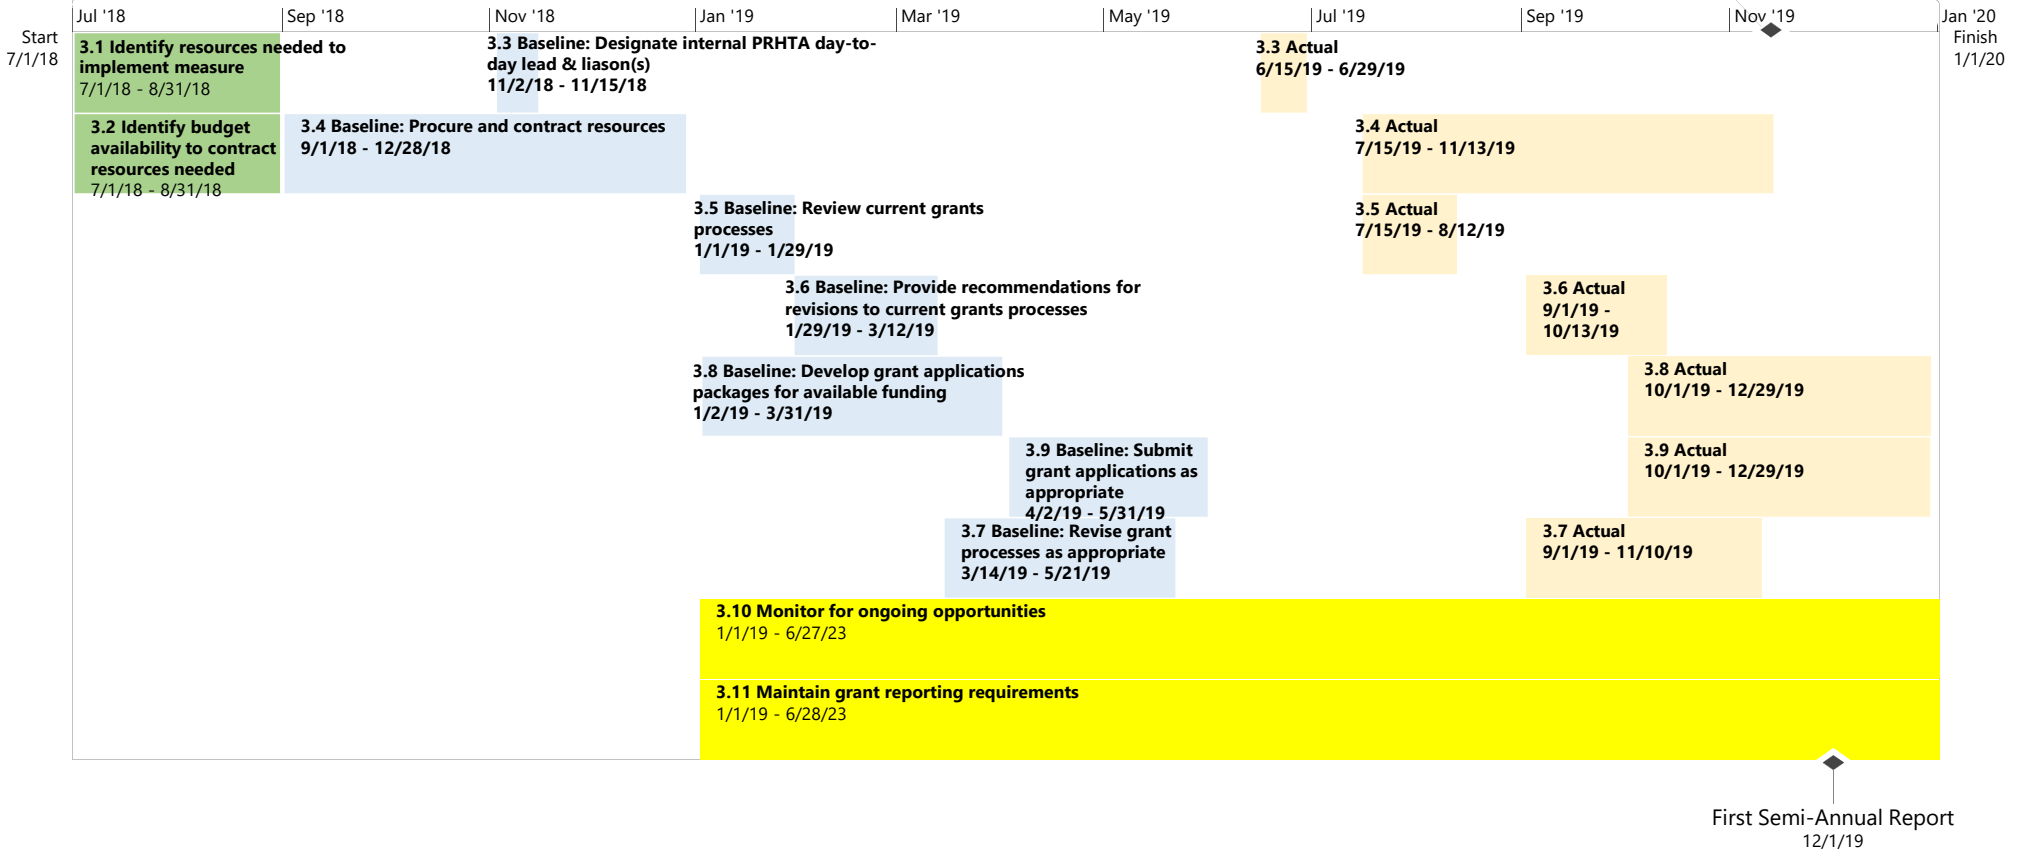 Jul '18
Sep '18
Nov '18
Jan '19
Mar '19
May '19
Jul '19
Sep '19
Nov '19
Jan '20
Start
7/1/18
Finish
1/1/20
3.1 Identify resources needed to
implement measure
7/1/18 - 8/31/18
3.3 Baseline: Designate internal PRHTA day-to-
day lead & liason(s)
11/2/18 - 11/15/18
3.3 Actual
6/15/19 - 6/29/19
3.2 Identify budget
availability to contract
resources needed
7/1/18 - 8/31/18
3.4 Baseline: Procure and contract resources
9/1/18 - 12/28/18
3.4 Actual
7/15/19 - 11/13/19
3.5 Baseline: Review current grants
processes
1/1/19 - 1/29/19
3.5 Actual
7/15/19 - 8/12/19
3.6 Baseline: Provide recommendations for
revisions to current grants processes
1/29/19 - 3/12/19
3.6 Actual
9/1/19 -
10/13/19
3.8 Baseline: Develop grant applications
packages for available funding
1/2/19 - 3/31/19
3.8 Actual
10/1/19 - 12/29/19
3.9 Baseline: Submit
grant applications as
appropriate
4/2/19 - 5/31/19
3.9 Actual
10/1/19 - 12/29/19
3.7 Baseline: Revise grant
processes as appropriate
3/14/19 - 5/21/19
3.7 Actual
9/1/19 - 11/10/19
3.10 Monitor for ongoing opportunities
1/1/19 - 6/27/23
3.11 Maintain grant reporting requirements
1/1/19 - 6/28/23
First Semi-Annual Report
12/1/19